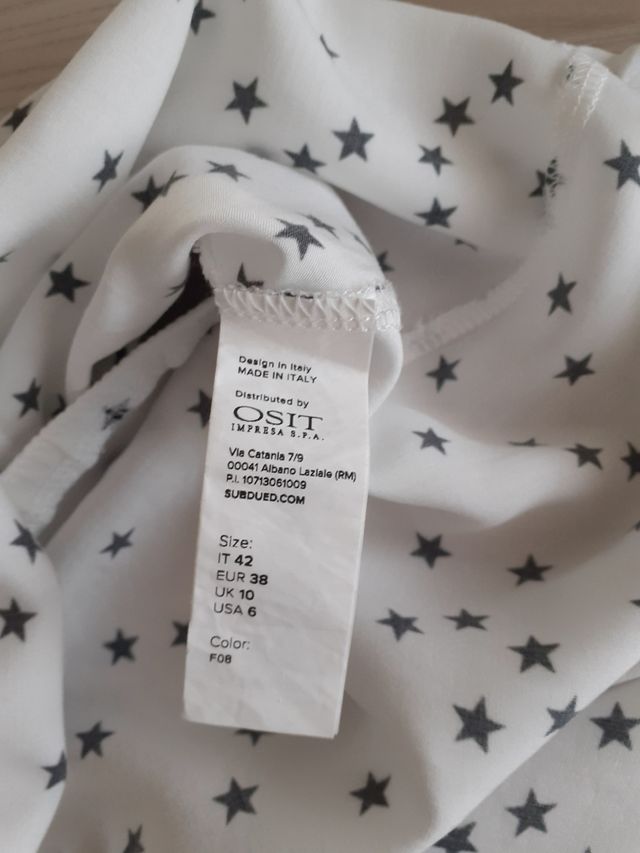 Design in Italy
MADE IN ITALY
Distributed by
OSIT
IMPRESA S.P.A.
Via Catania 7/9
00041 Albano Laziale (RM)
P.I. 10713061009
SUBDUED.COM
Size:
IT 42
EUR 38
UK 10
USA 6
Color:
F08